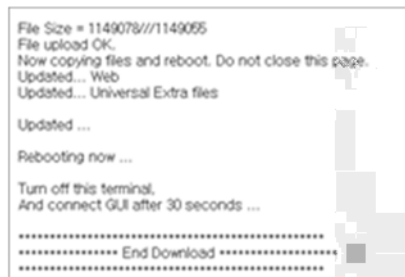 File Size = 1149078///1149055
File upload OK.
Now copying files and reboot. Do not close this page.
Updated... Web
Updated... Universal Extra files
Updated ...
Rebooting now ...
Turn off this terminal,
And connect GUI after 30 seconds ...
************************************************
**************** End Download ******************
************************************************